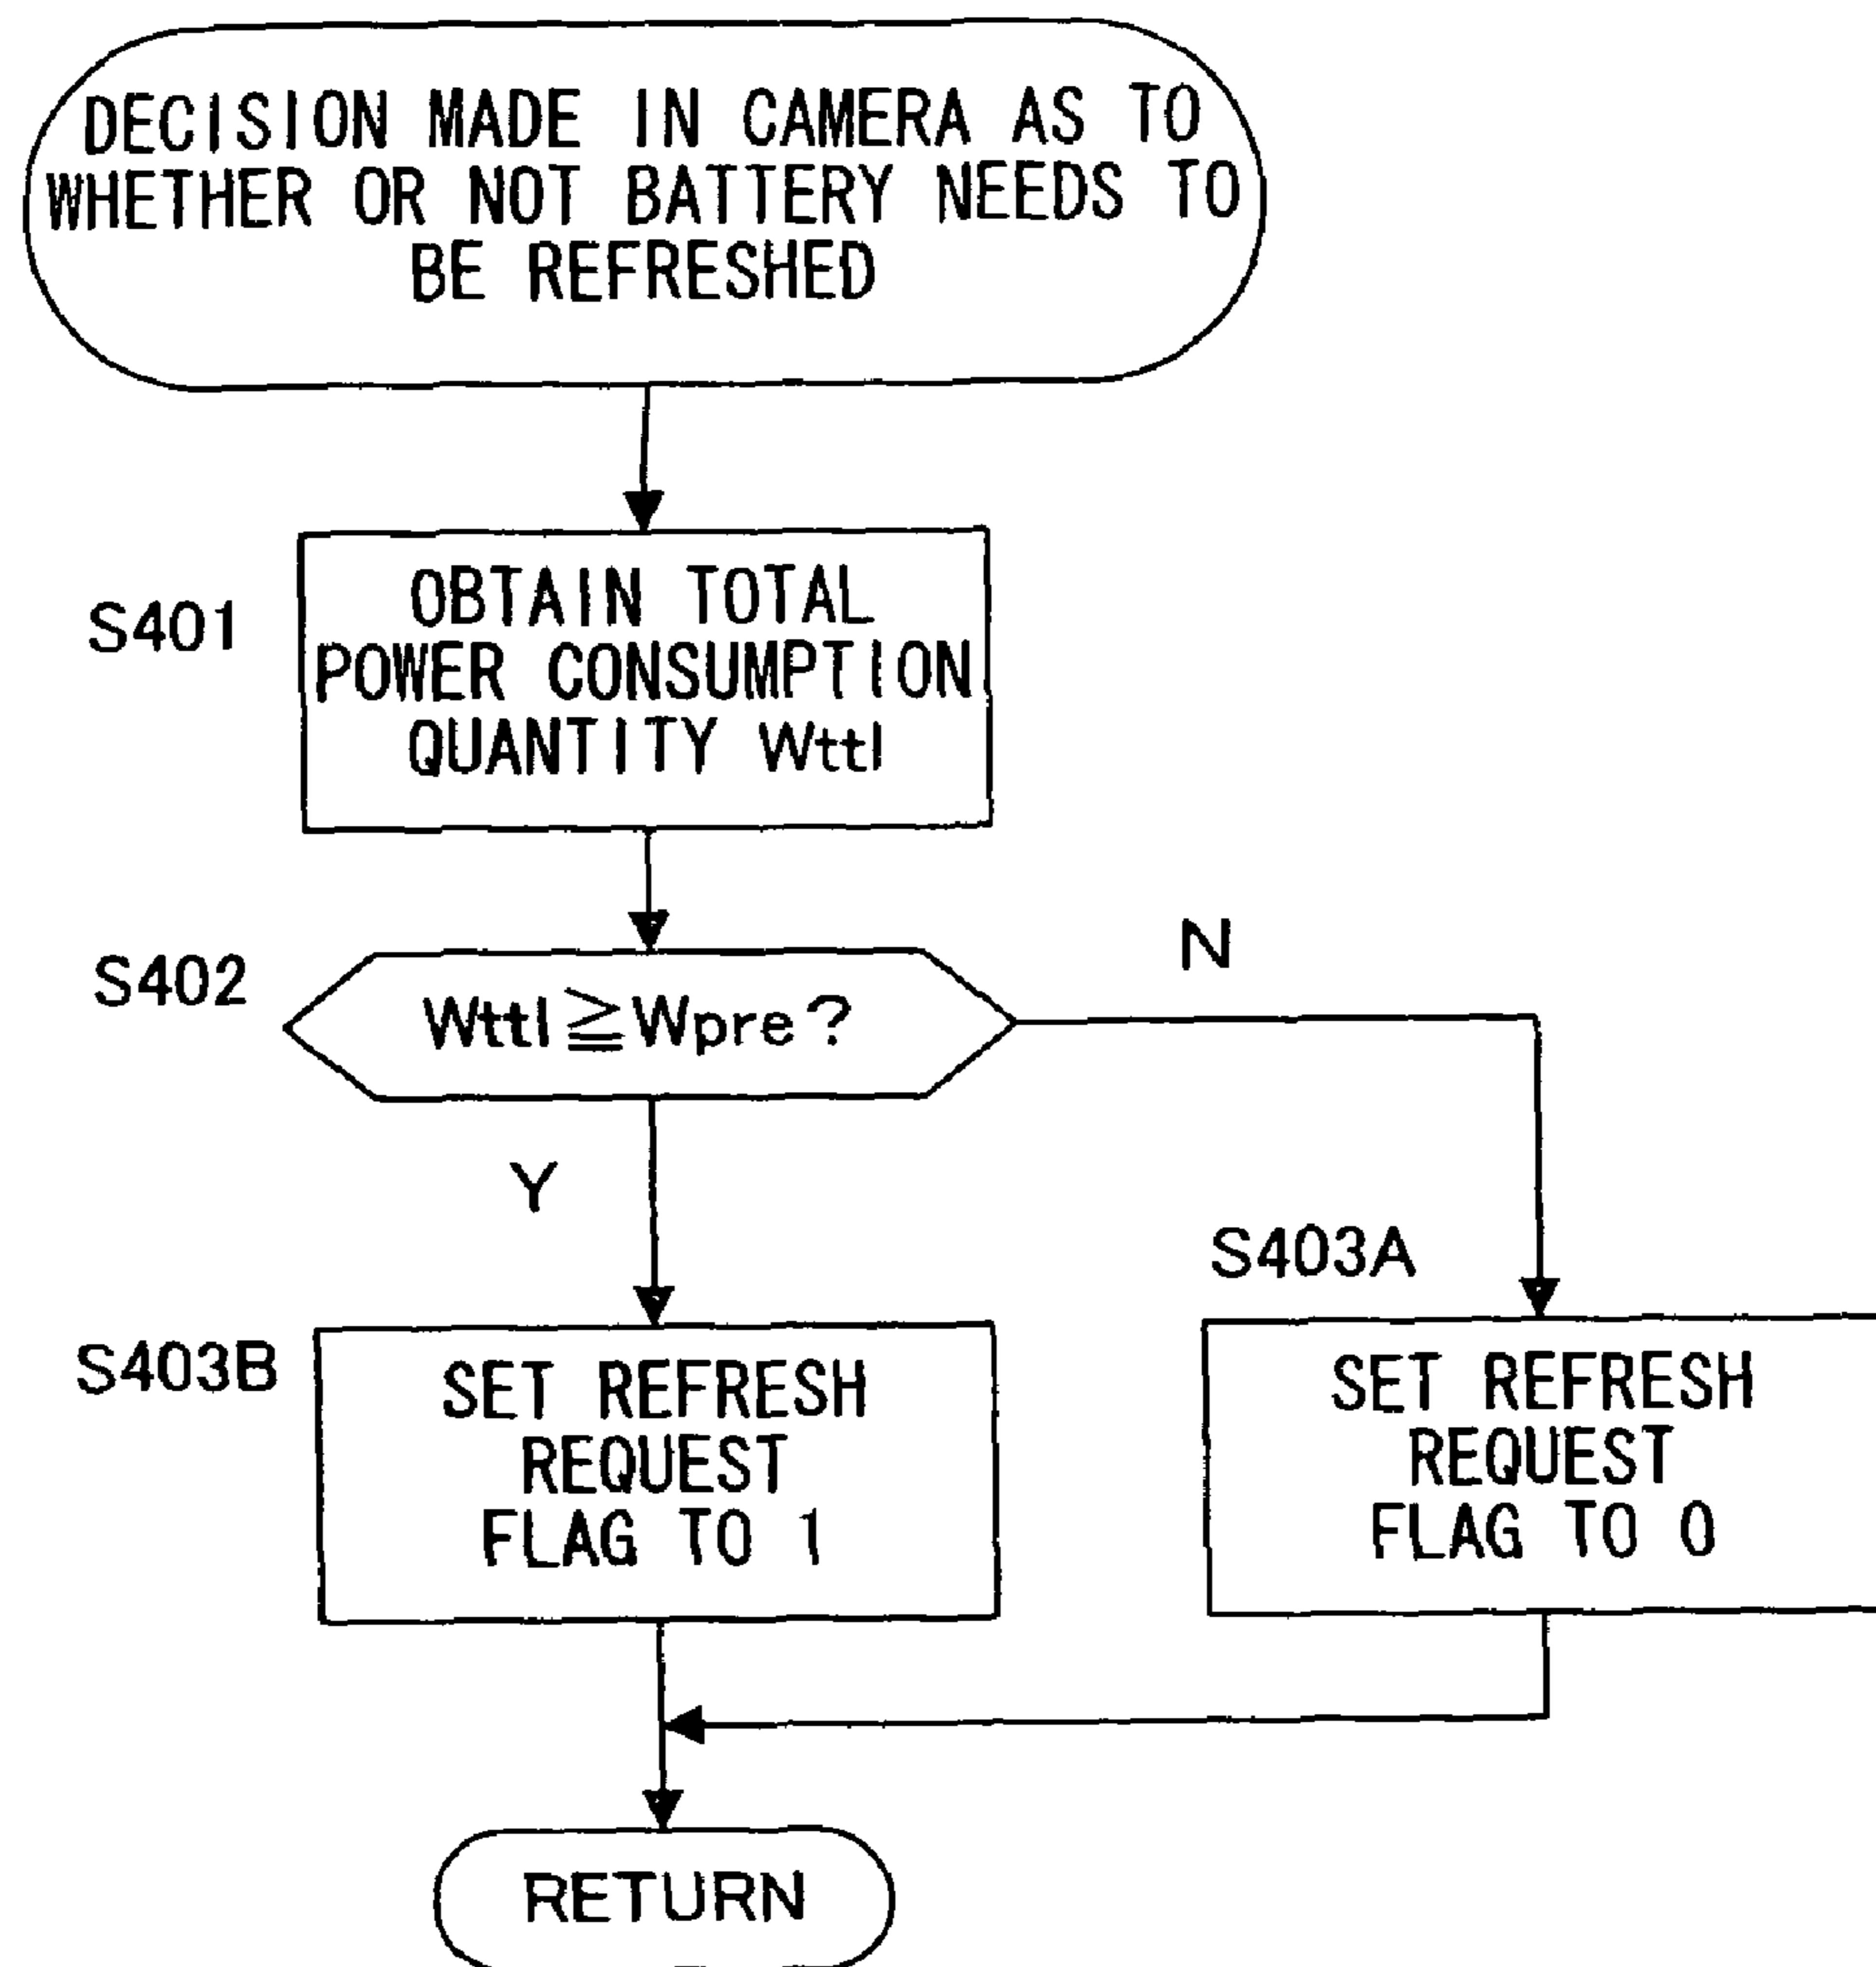 DECISION MADE IN CAMERA AS TO
WHETHER OR NOT BATTERY NEEDS TO
BE REFRESHED
S401
OBTAIN TOTAL
POWER CONSUMPTION
QUANTITY Wttl
S402
Wttl≧Wpre?
N
Y
S403A
S403B
SET REFRESH
REQUEST
FLAG TO 1
SET REFRESH
REQUEST
FLAG TO 0
RETURN